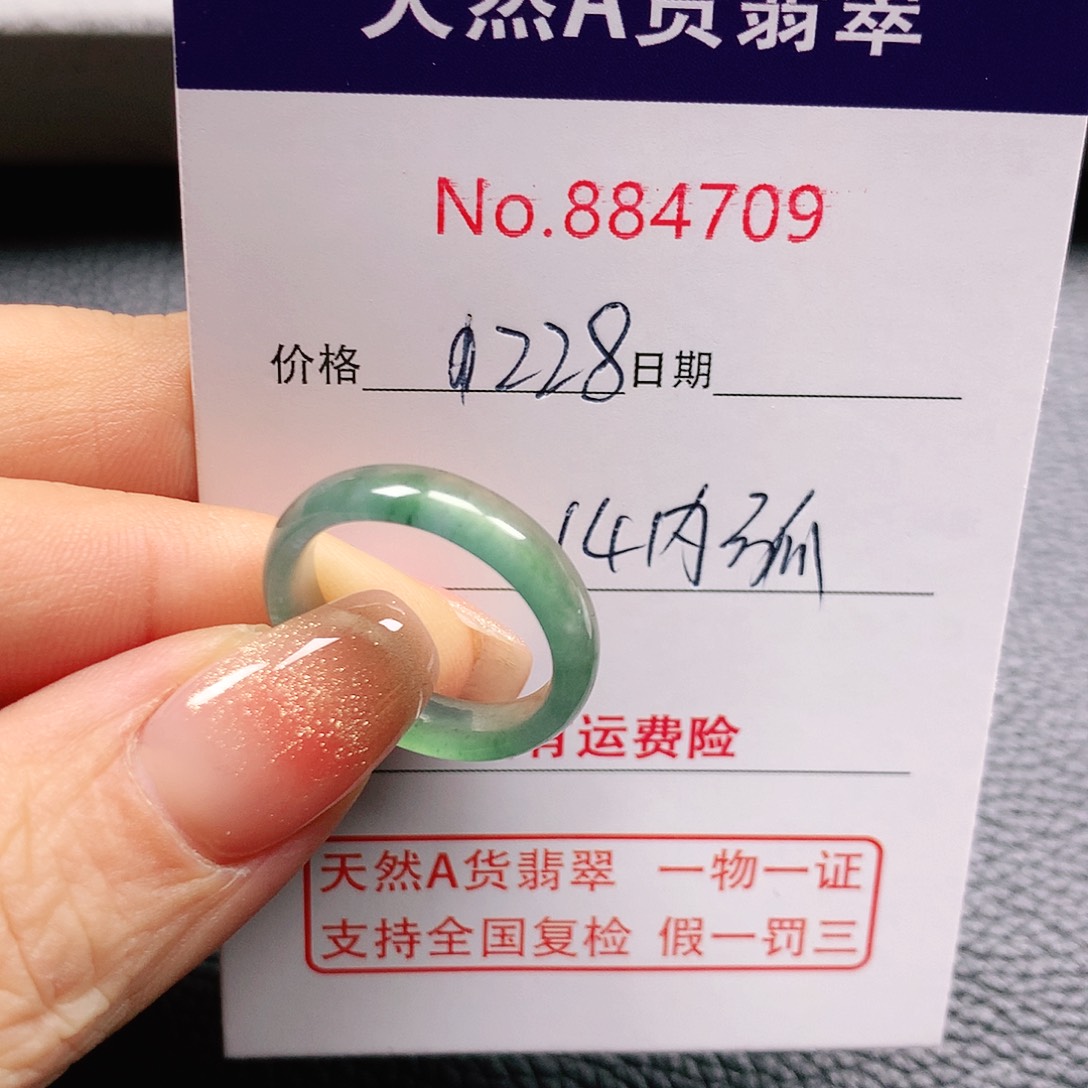 天然A货翡翠
No.884709
价格 1228 日期
14内弧
有运费险
天然A货翡翠 一物一证
支持全国复检 假一罚三